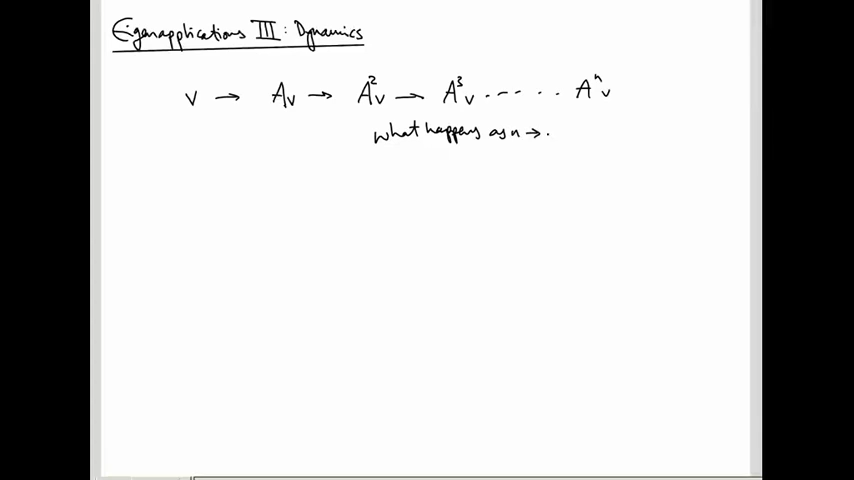 Eigenapplications III: Dynamics
v → Av → A²v → A³v ........ Aⁿv
what happens as n → .